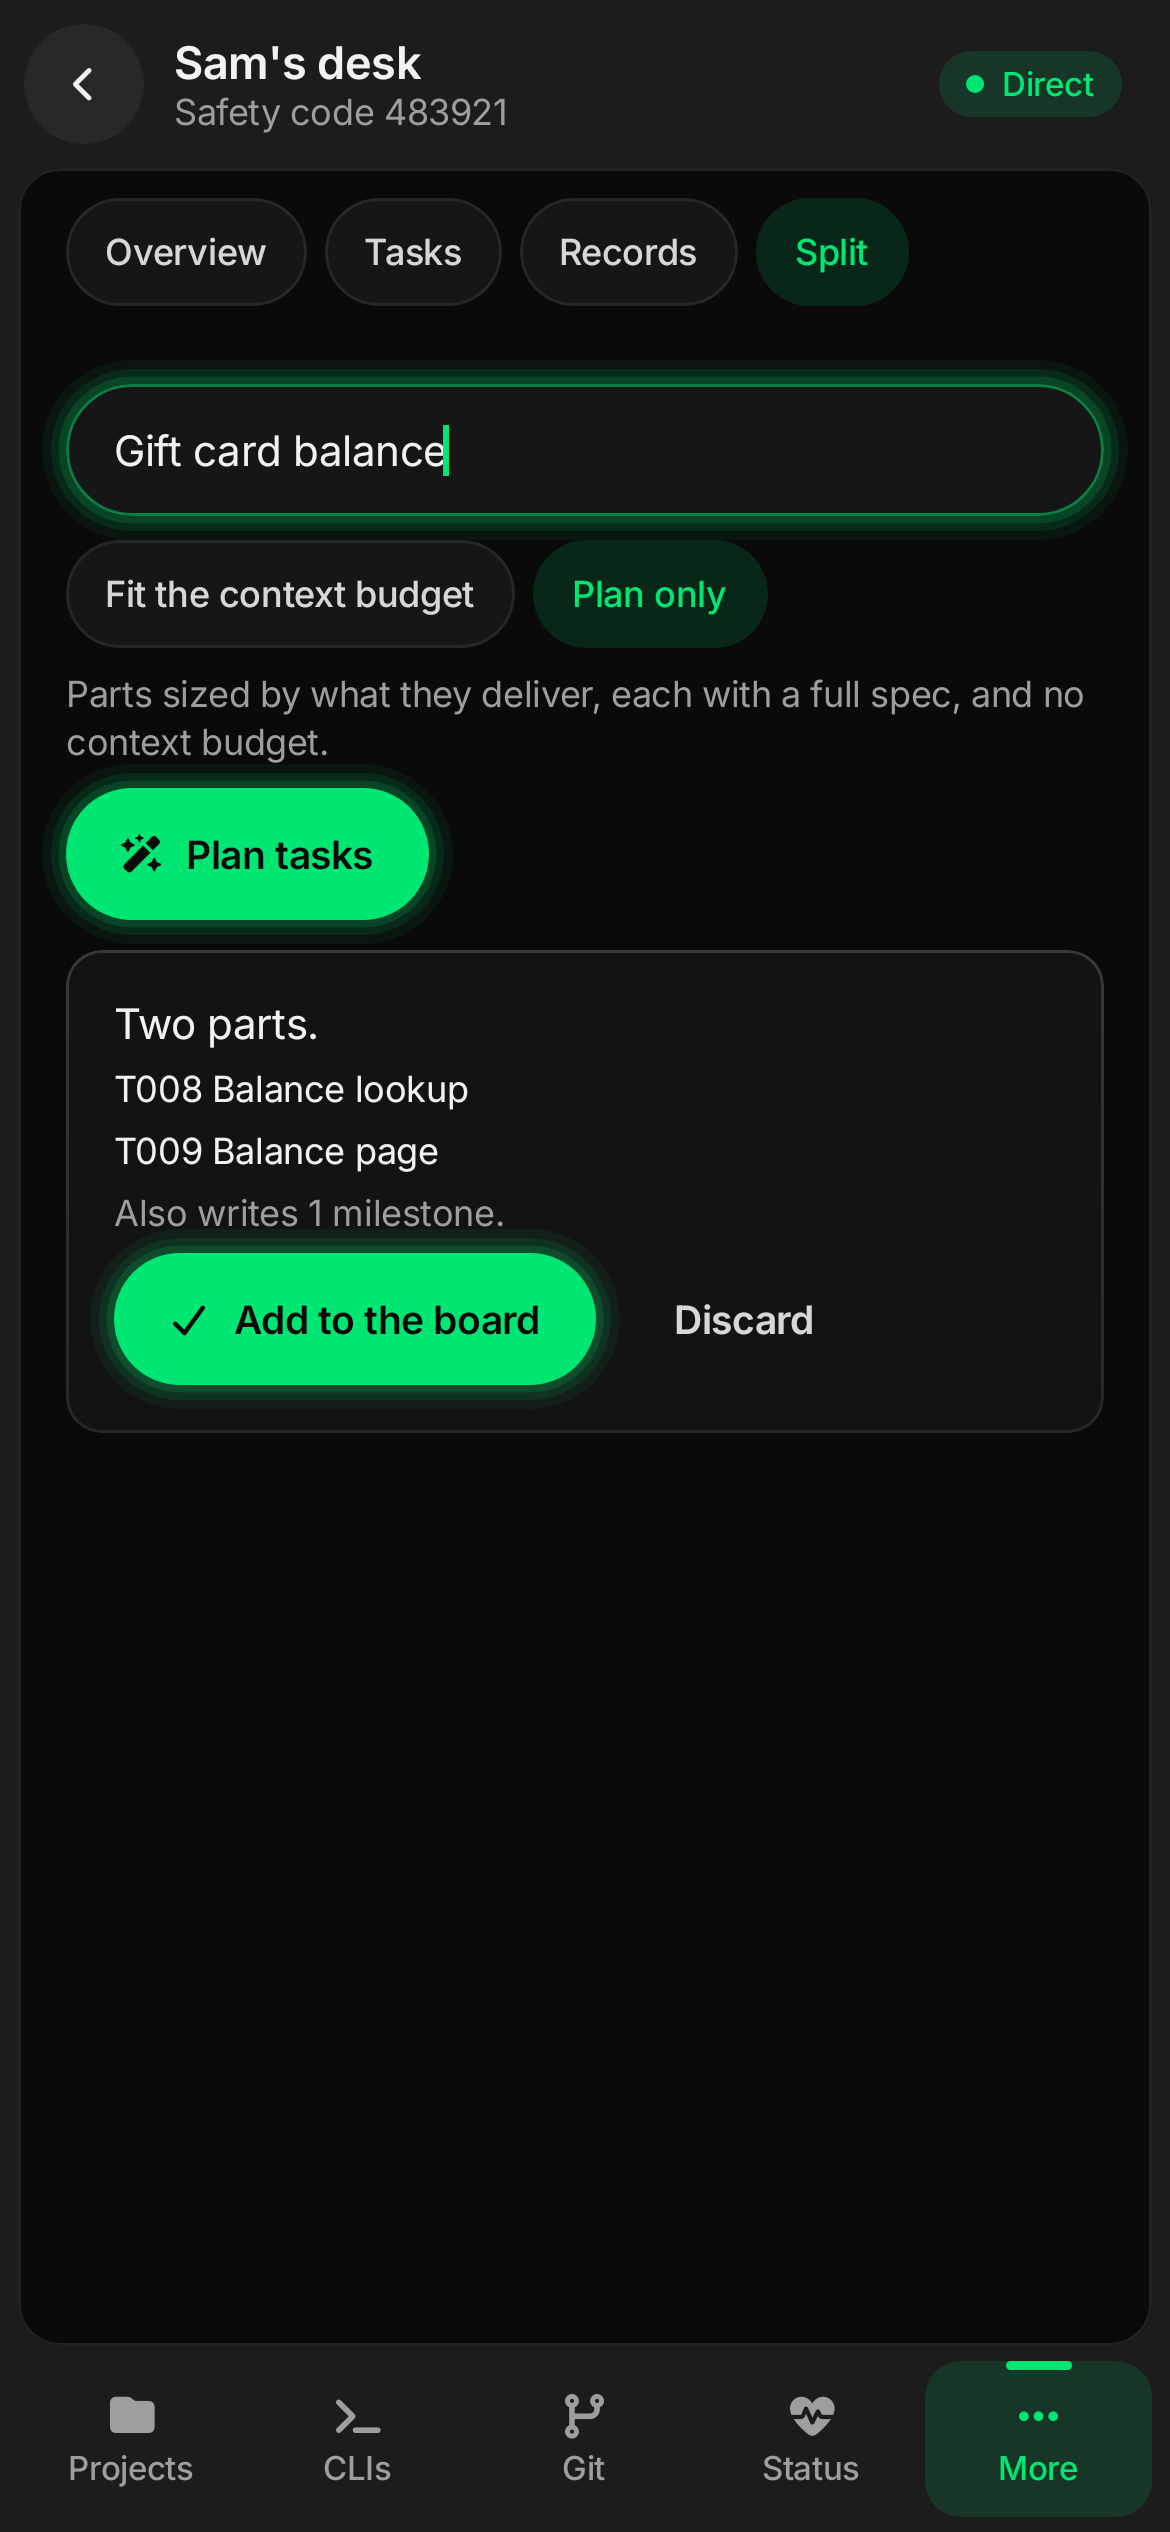 Sam's desk
Safety code 483921
Direct
Overview
Tasks
Records
Split
Gift card balance
Fit the context budget
Plan only
Parts sized by what they deliver, each with a full spec, and no
context budget.
Plan tasks
Two parts.
T008 Balance lookup
T009 Balance page
Also writes 1 milestone.
Add to the board
Discard
Projects
CLIs
Git
Status
More